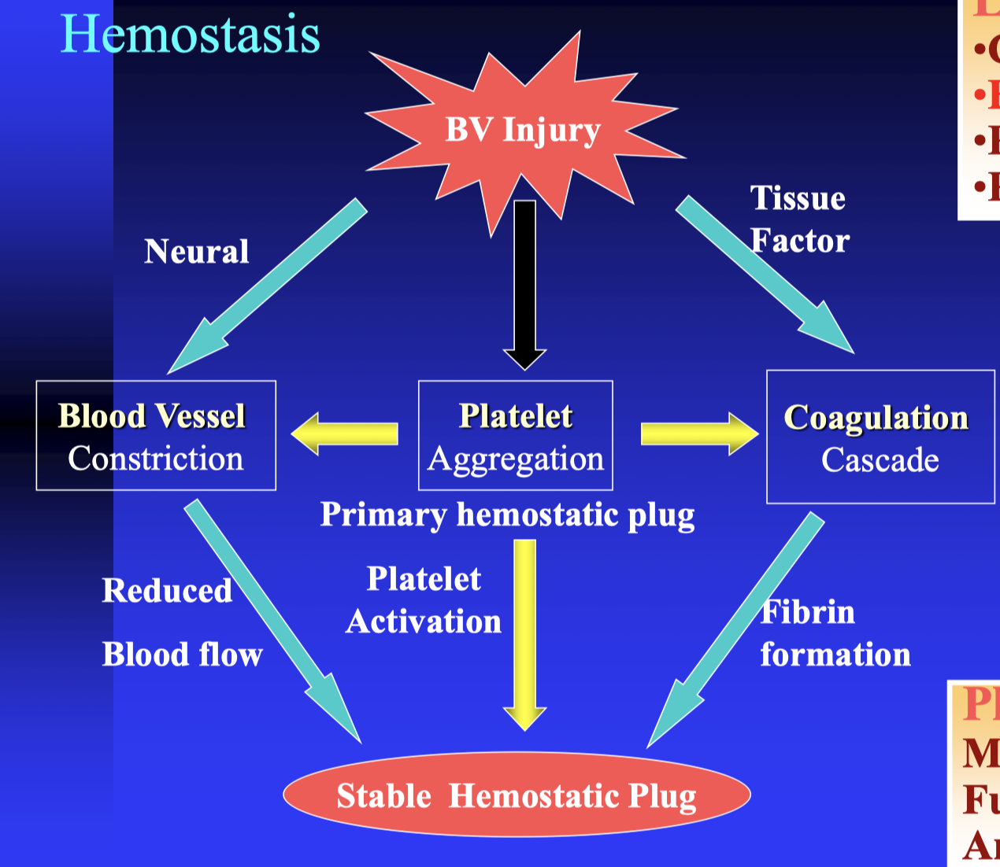 Hemostasis
BV Injury
Neural
Tissue
Factor
Blood Vessel
Constriction
Platelet
Aggregation
Coagulation
Cascade
Primary hemostatic plug
Reduced
Blood flow
Platelet
Activation
Fibrin
formation
Stable Hemostatic Plug